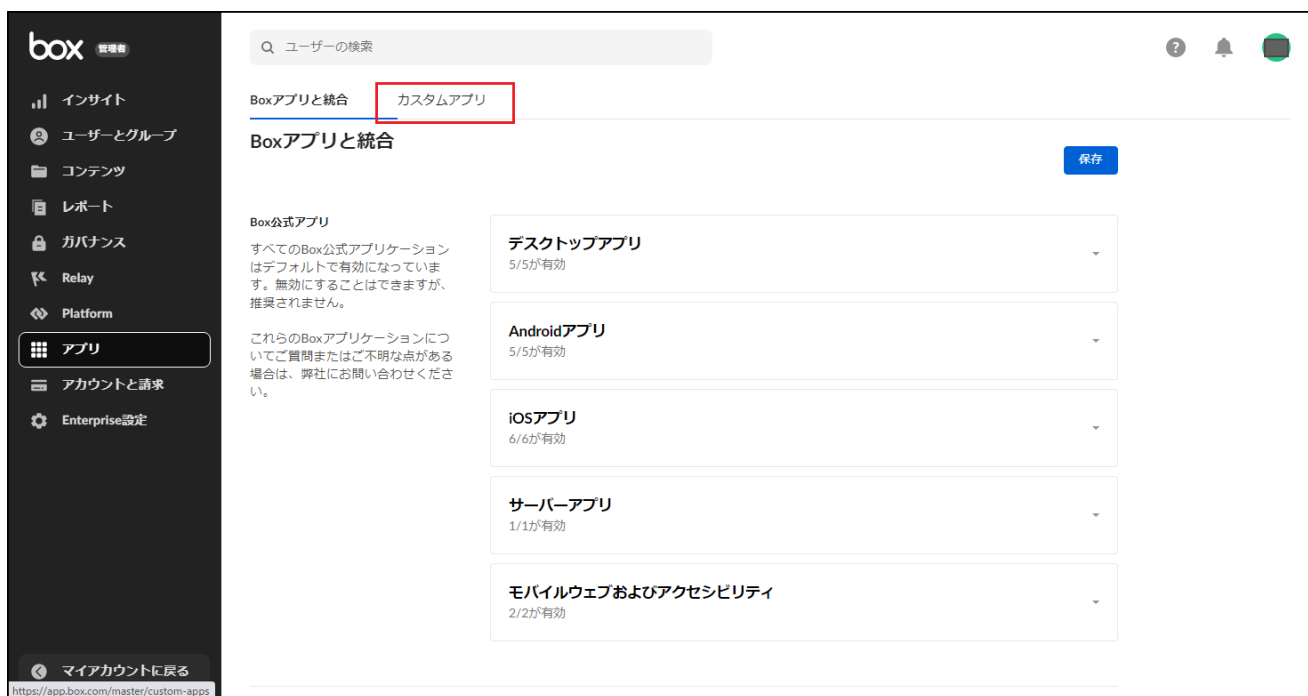 box 管理者
ユーザーの検索
?
インサイト
ユーザーとグループ
コンテンツ
レポート
ガバナンス
Relay
Platform
アプリ
アカウントと請求
Enterprise設定
マイアカウントに戻る
https://app.box.com/master/custom-apps
Boxアプリと統合
カスタムアプリ
Boxアプリと統合
保存
Box公式アプリ
すべてのBox公式アプリケーション
はデフォルトで有効になっていま
す。無効にすることはできますが、
推奨されません。
これらのBoxアプリケーションにつ
いてご質問またはご不明な点がある
場合は、弊社にお問い合わせくださ
い。
デスクトップアプリ
5/5が有効
Androidアプリ
5/5が有効
iOSアプリ
6/6が有効
サーバーアプリ
1/1が有効
モバイルウェブおよびアクセシビリティ
2/2が有効